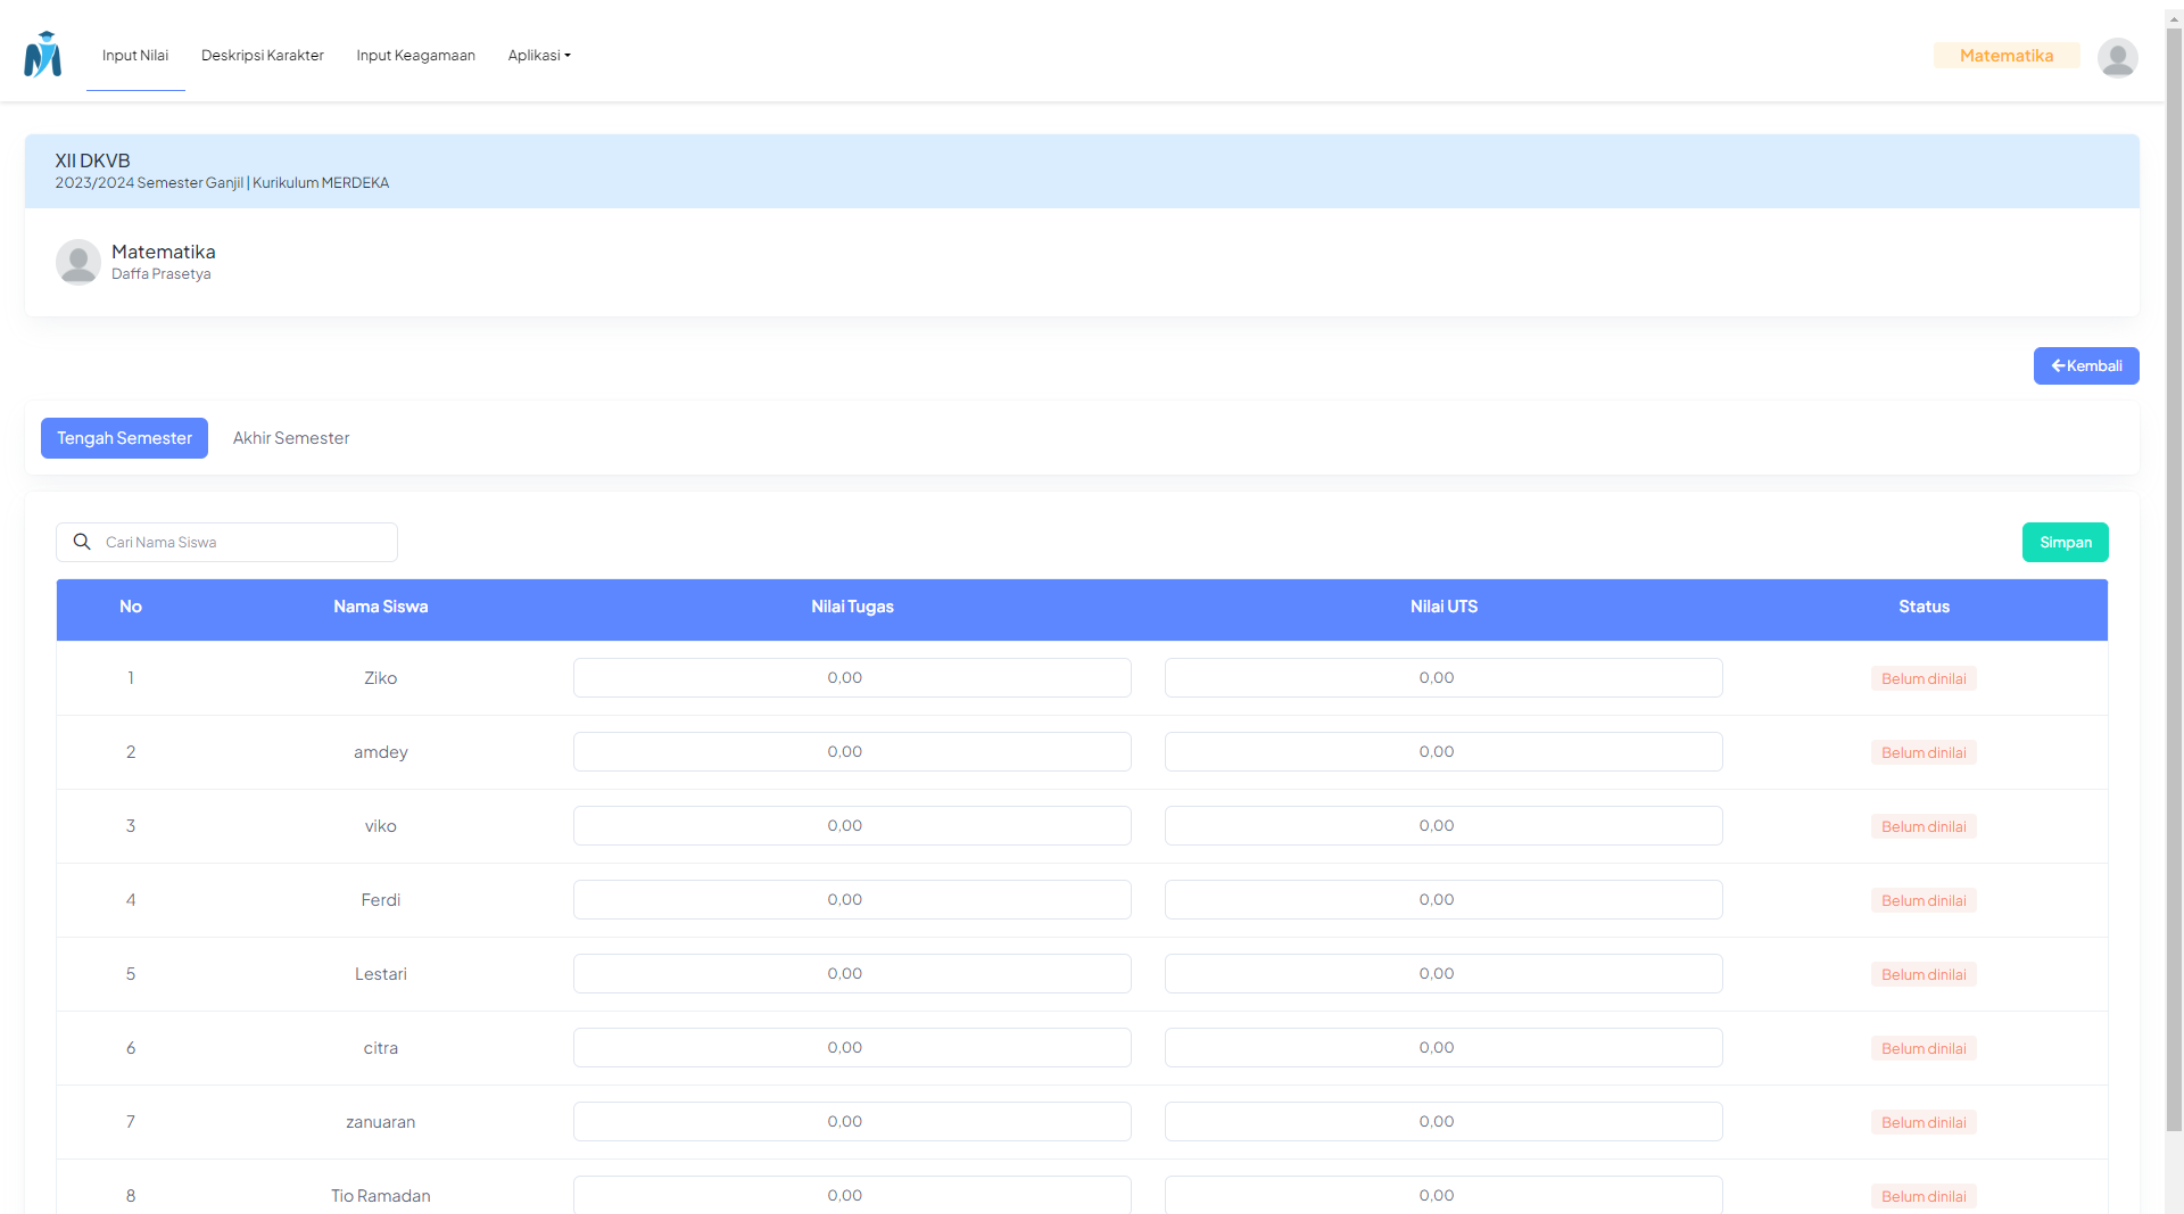 Input Nilai Deskripsi Karakter Input Keagamaan Aplikasi Matematika
XII DKVB
2023/2024 Semester Ganjil | Kurikulum MERDEKA
Matematika
Daffa Prasetya
Kembali
Tengah Semester Akhir Semester
Cari Nama Siswa Simpan
No Nama Siswa Nilai Tugas Nilai UTS Status
1 Ziko 0,00 0,00 Belum dinilai
2 amdey 0,00 0,00 Belum dinilai
3 viko 0,00 0,00 Belum dinilai
4 Ferdi 0,00 0,00 Belum dinilai
5 Lestari 0,00 0,00 Belum dinilai
6 citra 0,00 0,00 Belum dinilai
7 zanuaran 0,00 0,00 Belum dinilai
8 Tio Ramadan 0,00 0,00 Belum dinilai